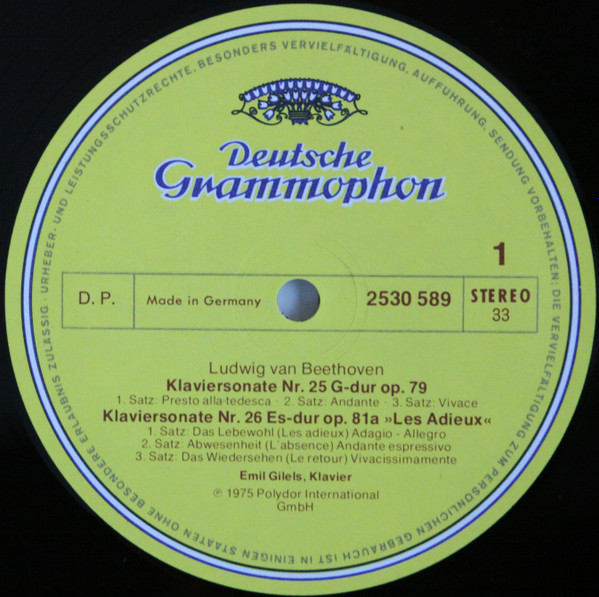 URHEBER- UND LEISTUNGSSCHUTZRECHTE, BESONDERS VERVIELFÄLTIGUNG, AUFFÜHRUNG, SENDUNG VORBEHALTEN; DIE VERVIELFÄLTIGUNG ZUM PERSÖNLICHEN GEBRAUCH IST IN EINIGEN STAATEN OHNE BESONDERE ERLAUBNIS ZULÄSSIG ·
Deutsche
Grammophon
1
D. P.
Made in Germany
2530 589
STEREO
33
Ludwig van Beethoven
Klaviersonate Nr. 25 G-dur op. 79
1. Satz: Presto alla tedesca · 2. Satz: Andante · 3. Satz: Vivace
Klaviersonate Nr. 26 Es-dur op. 81a »Les Adieux«
1. Satz: Das Lebewohl (Les adieux) Adagio - Allegro
2. Satz: Abwesenheit (L'absence) Andante espressivo
3. Satz: Das Wiedersehen (Le retour) Vivacissimamente
Emil Gilels, Klavier
℗ 1975 Polydor International
GmbH